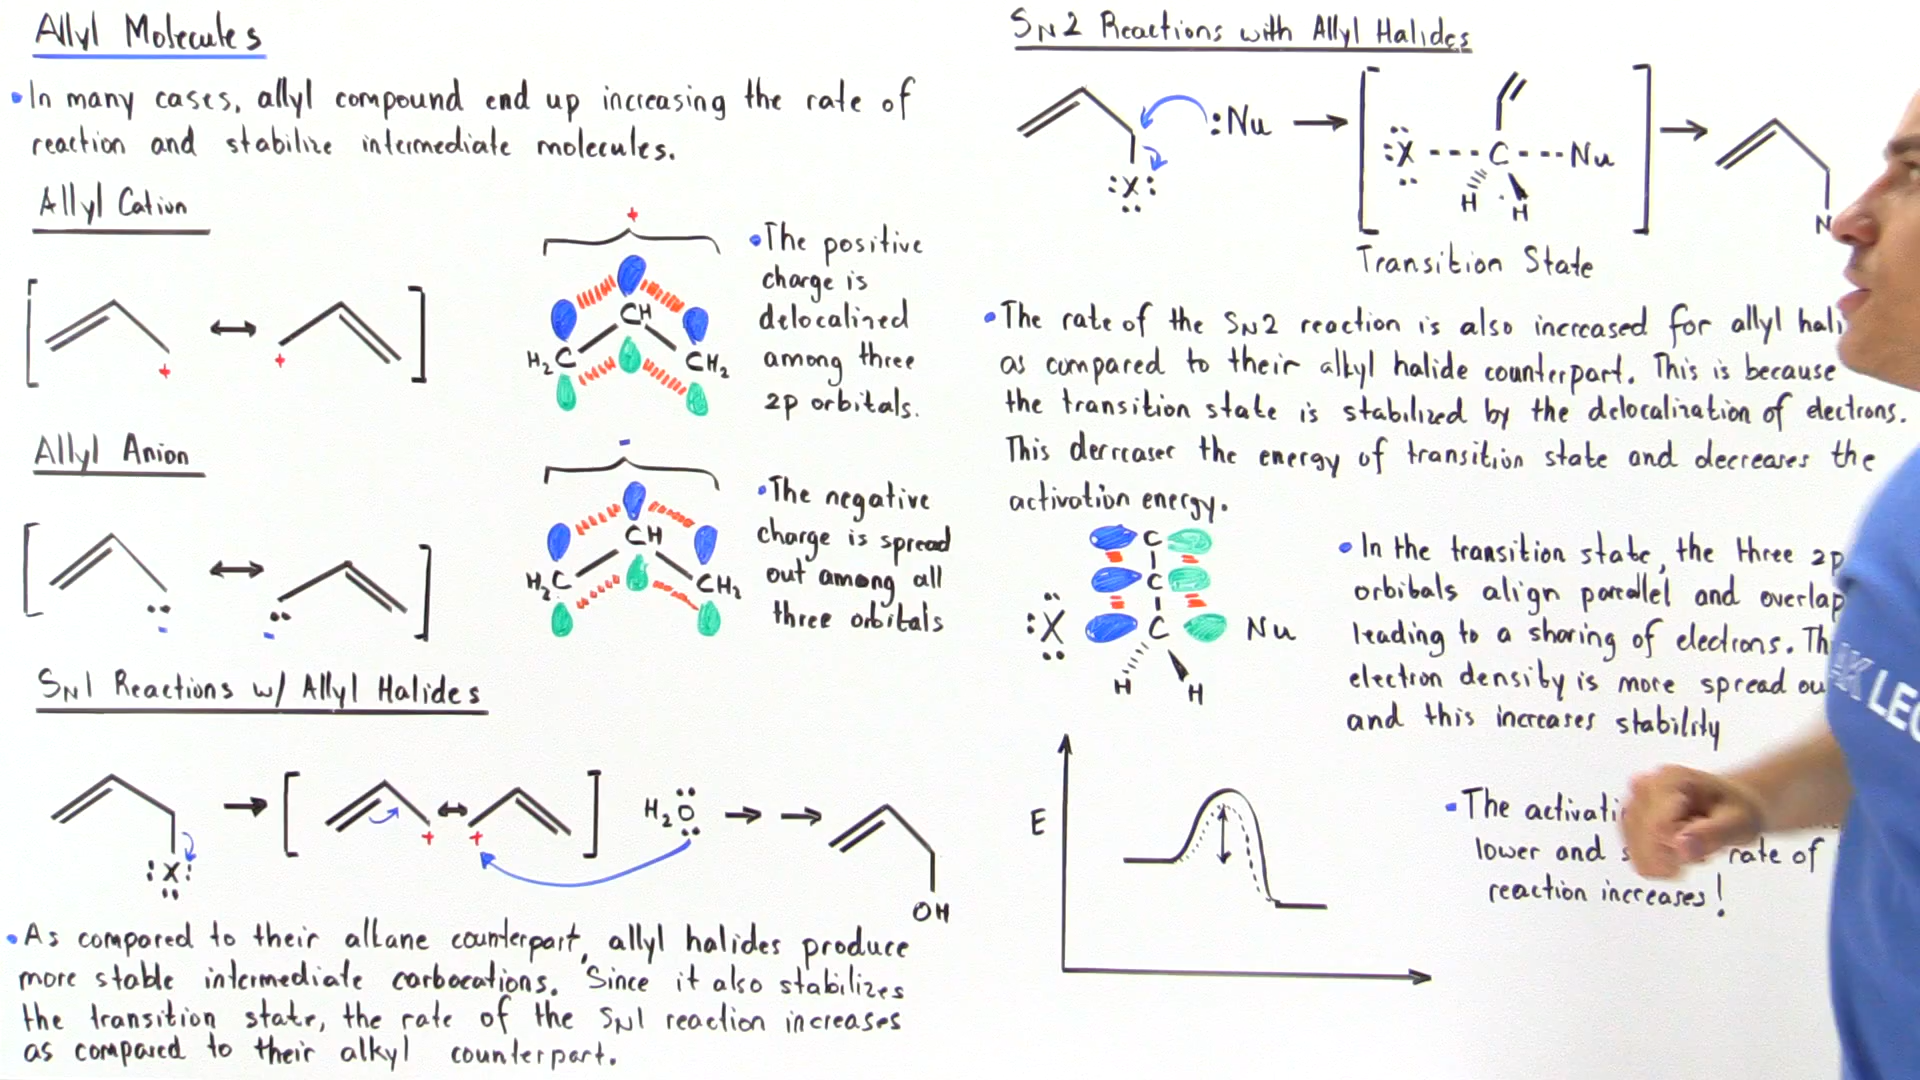 Allyl Molecules
• In many cases, allyl compound end up increasing the rate of
reaction and stabilize intermediate molecules.
Allyl Cation
+
+
+
CH
H2C
CH2
• The positive
charge is
delocalized
among three
2p orbitals.
Allyl Anion
••
-
••
-
-
CH
H2C
CH2
• The negative
charge is spread
out among all
three orbitals
SN1 Reactions w/ Allyl Halides
:X:
+
+
H2O
OH
• As compared to their alkane counterpart, allyl halides produce
more stable intermediate carbocations. Since it also stabilizes
the transition state, the rate of the SN1 reaction increases
as compared to their alkyl counterpart.
SN2 Reactions with Allyl Halides
:X:
:Nu
:X---C---Nu
H H
N
Transition State
• The rate of the SN2 reaction is also increased for allyl
as compared to their alkyl halide counterpart. This is because
the transition state is stabilized by the delocalization of electrons.
This decreases the energy of transition state and decreases the
activation energy.
C
C
:X C Nu
H H
• In the transition state, the three 2p
orbitals align parallel and overlap
leading to a sharing of electrons.
electron density is more spread
and this increases stability
E
• The
lower and rate of
reaction increases!
AK LEC